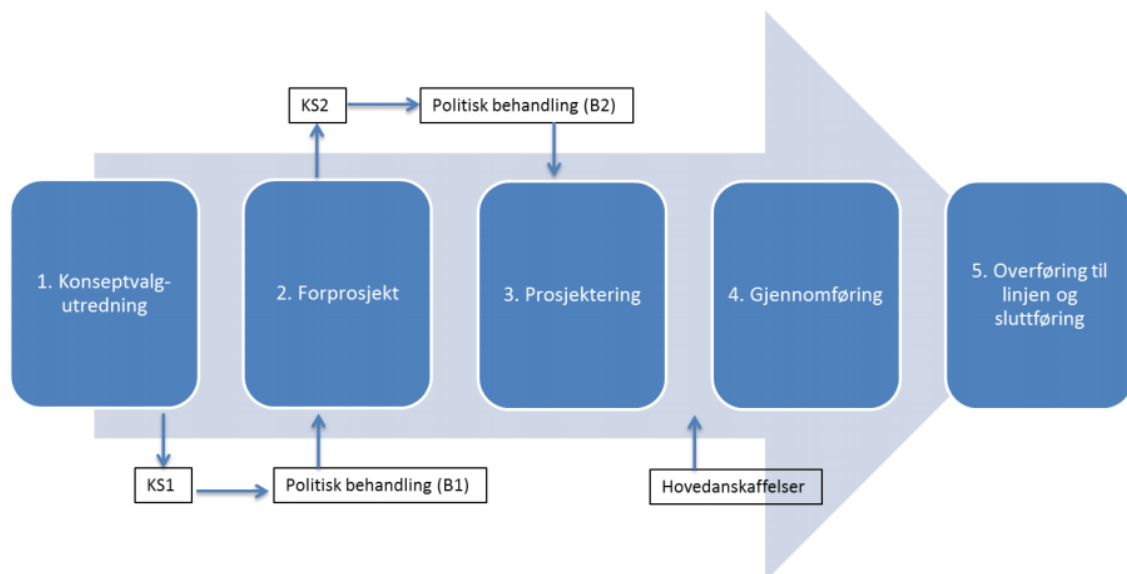 KS2
Politisk behandling (B2)
1. Konseptvalg-
utredning
2. Forprosjekt
3. Prosjektering
4. Gjennomføring
5. Overføring til
linjen og
sluttføring
KS1
Politisk behandling (B1)
Hovedanskaffelser